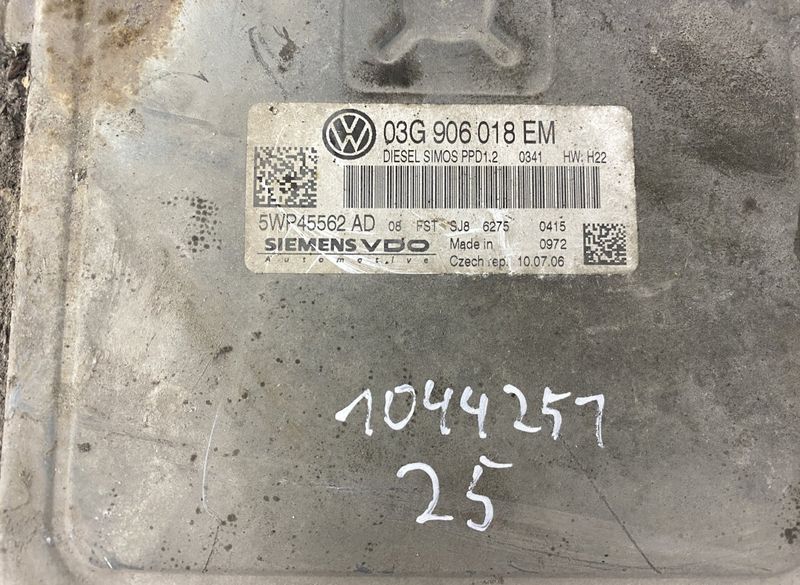 03G 906 018 EM
DIESEL SIMOS PPD1.2 0341 HW: H22
5WP45562 AD 08 FST SJ8 6275 0415
SIEMENS VDO Made in 0972
Automotive Czech rep. 10.07.06
1044251
25